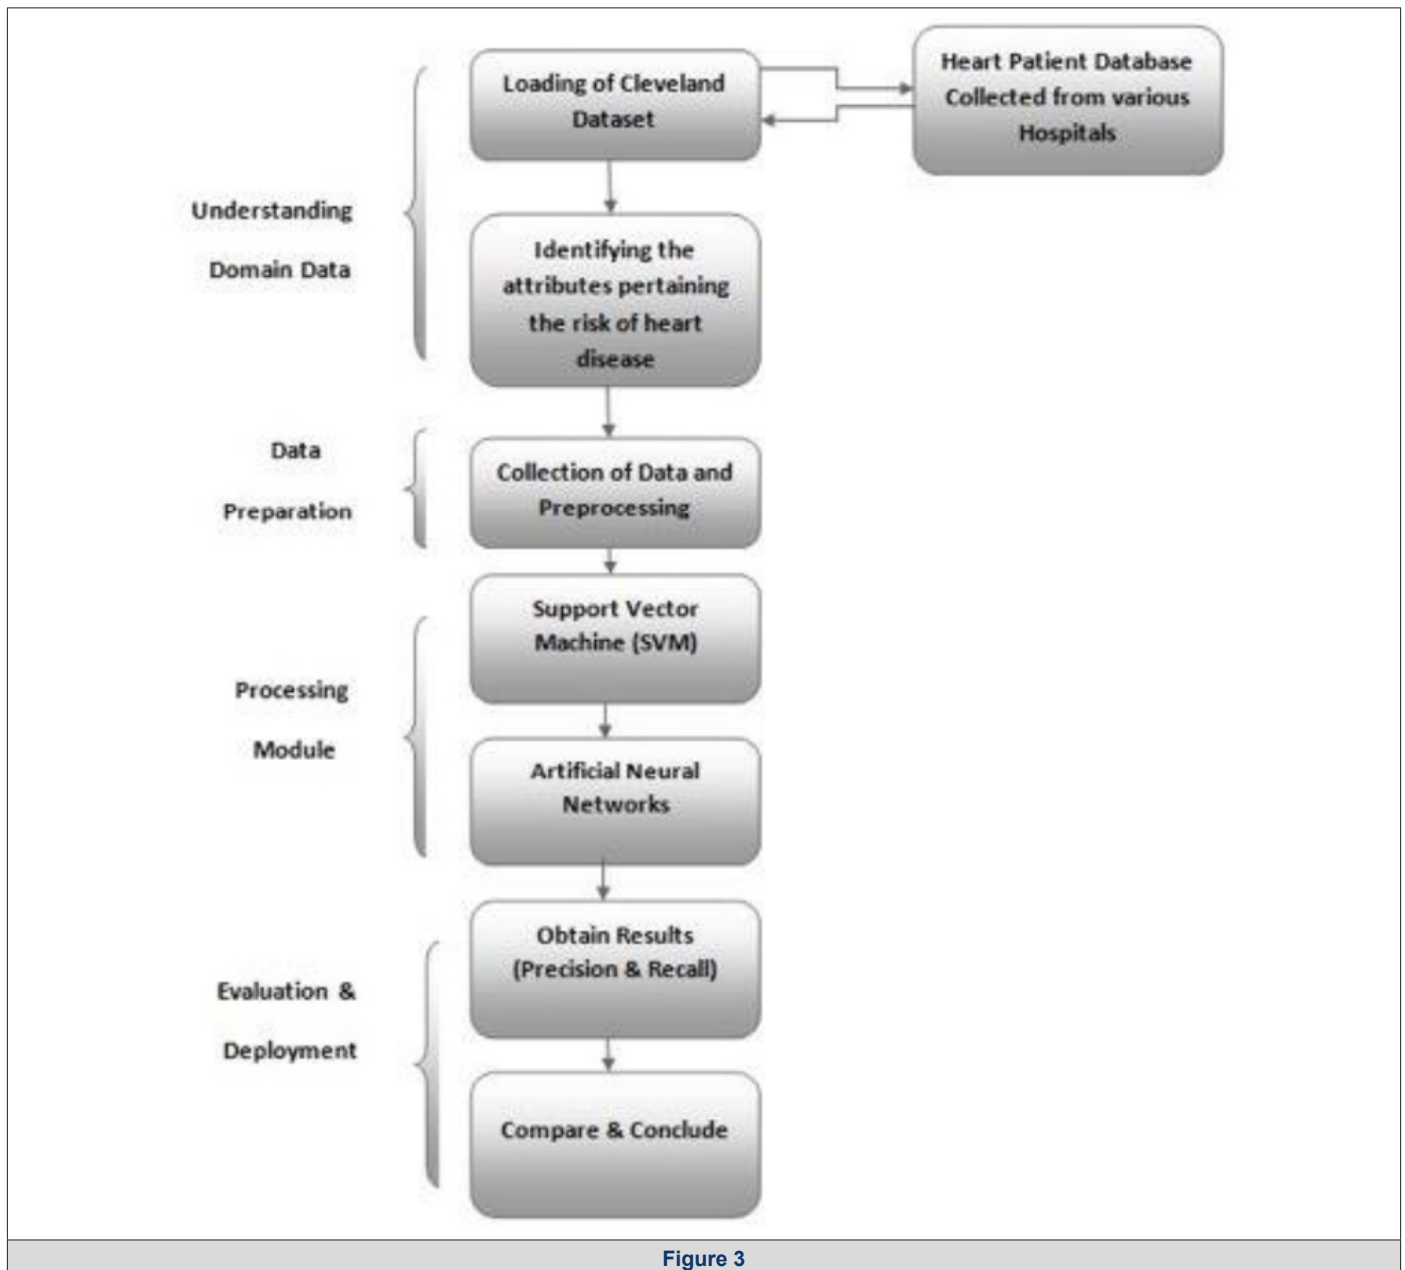 Loading of Cleveland
Dataset
Heart Patient Database
Collected from various
Hospitals
Understanding
Domain Data
Identifying the
attributes pertaining
the risk of heart
disease
Data
Preparation
Collection of Data and
Preprocessing
Support Vector
Machine (SVM)
Processing
Module
Artificial Neural
Networks
Obtain Results
(Precision & Recall)
Evaluation &
Deployment
Compare & Conclude
Figure 3